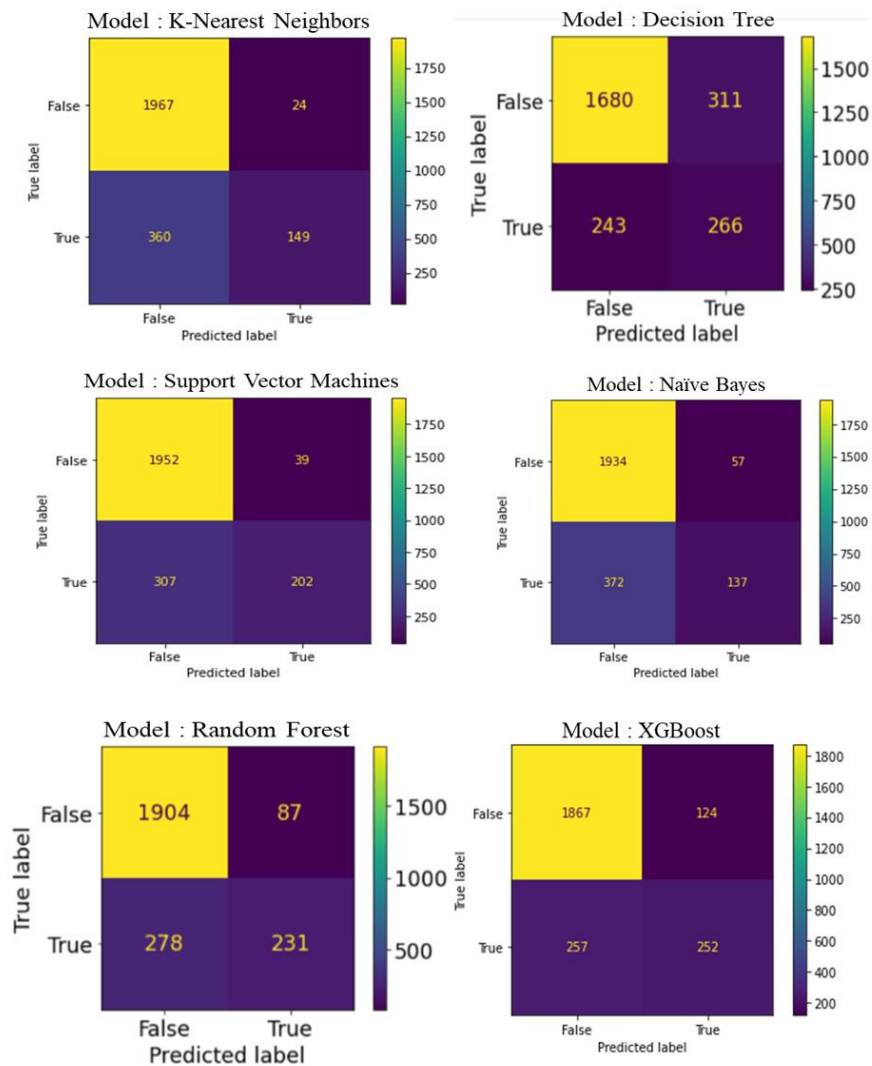 Model : K-Nearest Neighbors
False
1967
24
True
360
149
False
True
True label
Predicted label
1750
1500
1250
1000
750
500
250
Model : Decision Tree
False
1680
311
True
243
266
False
True
True label
Predicted label
1500
1250
1000
750
500
250
Model : Support Vector Machines
False
1952
39
True
307
202
False
True
True label
Predicted label
1750
1500
1250
1000
750
500
250
Model : Naïve Bayes
False
1934
57
True
372
137
False
True
True label
Predicted label
1750
1500
1250
1000
750
500
250
Model : Random Forest
False
1904
87
True
278
231
False
True
True label
Predicted label
1500
1000
500
Model : XGBoost
False
1867
124
True
257
252
False
True
True label
Predicted label
1800
1600
1400
1200
1000
800
600
400
200